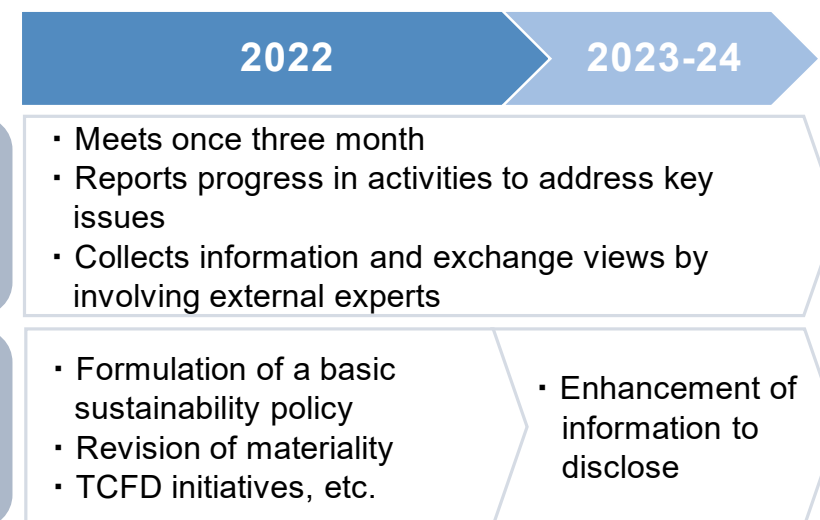 2022
2023-24
・Meets once three month
・Reports progress in activities to address key
issues
・Collects information and exchange views by
involving external experts
・Formulation of a basic
sustainability policy
・Revision of materiality
・TCFD initiatives, etc.
・Enhancement of
information to
disclose